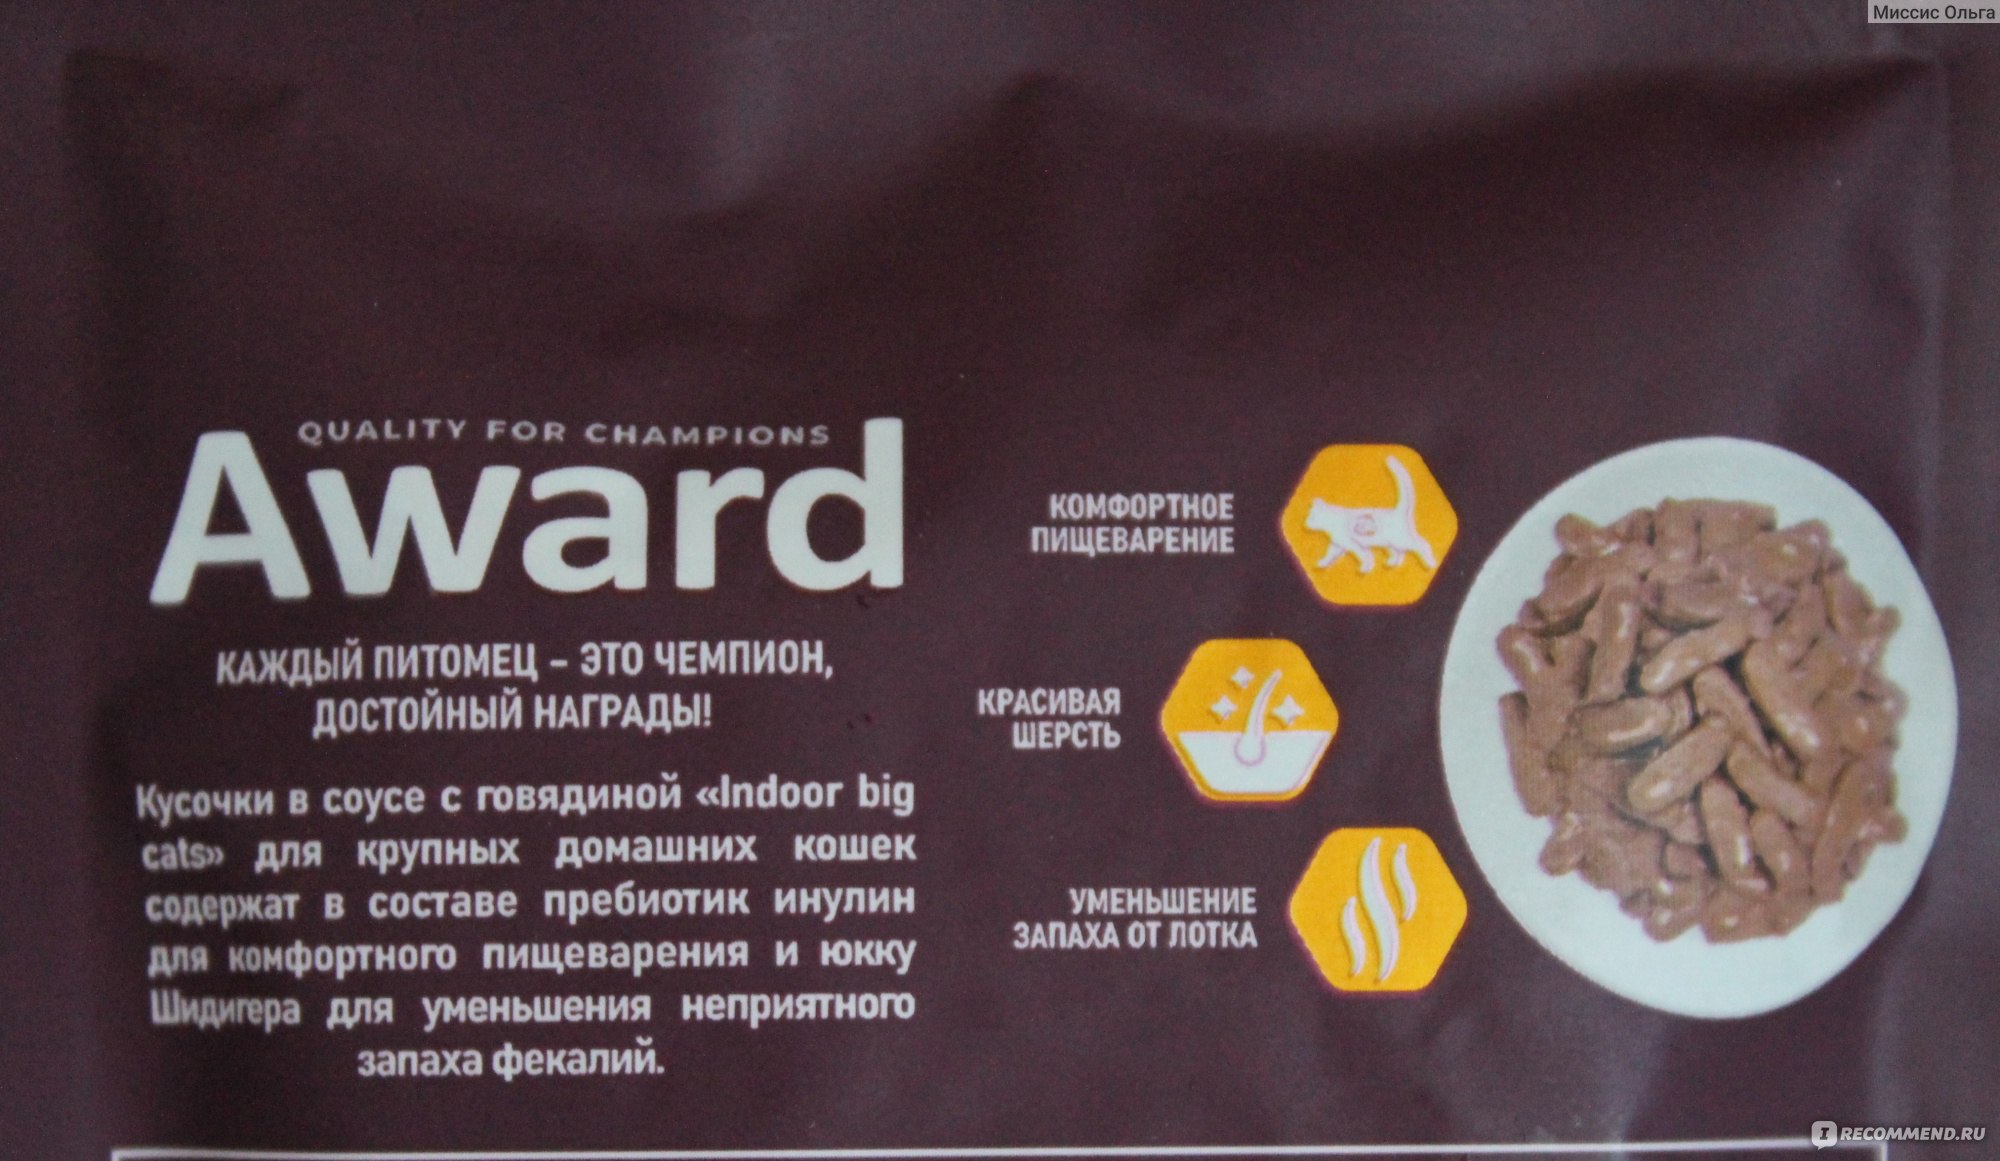 Миссис Ольга
QUALITY FOR CHAMPIONS
Award
КАЖДЫЙ ПИТОМЕЦ – ЭТО ЧЕМПИОН,
ДОСТОЙНЫЙ НАГРАДЫ!
Кусочки в соусе с говядиной «Indoor big
cats» для крупных домашних кошек
содержат в составе пребиотик инулин
для комфортного пищеварения и юкку
Шидигера для уменьшения неприятного
запаха фекалий.
КОМФОРТНОЕ
ПИЩЕВАРЕНИЕ
КРАСИВАЯ
ШЕРСТЬ
УМЕНЬШЕНИЕ
ЗАПАХА ОТ ЛОТКА
IRECOMMEND.RU